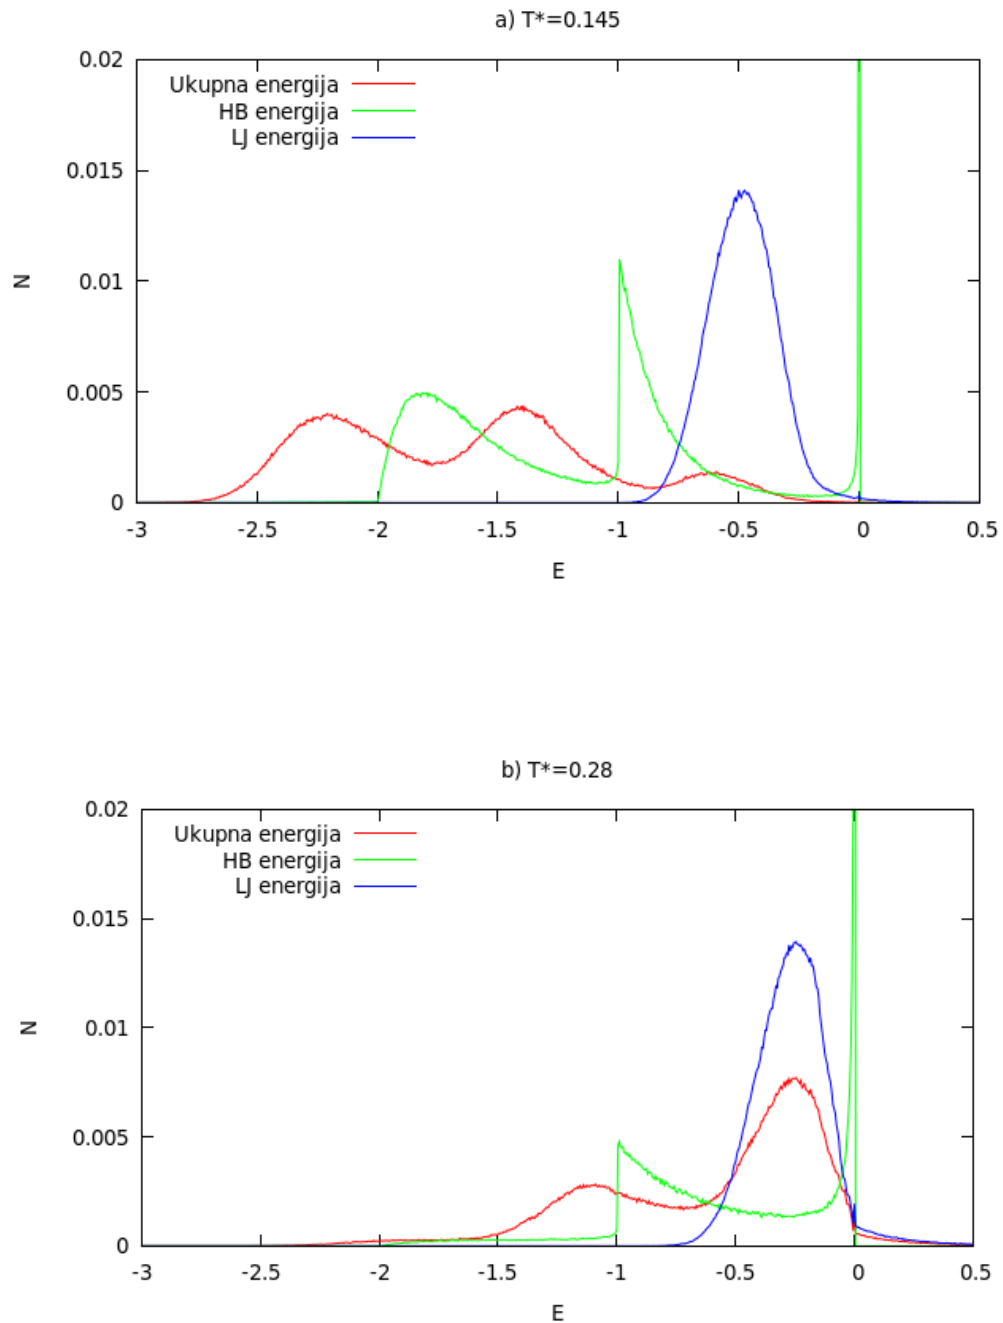 a) T*=0.145
0.02
Ukupna energija
HB energija
LJ energija
0.015
N
0.01
0.005
0
-3 -2.5 -2 -1.5 -1 -0.5 0 0.5
E
b) T*=0.28
0.02
Ukupna energija
HB energija
LJ energija
0.015
N
0.01
0.005
0
-3 -2.5 -2 -1.5 -1 -0.5 0 0.5
E